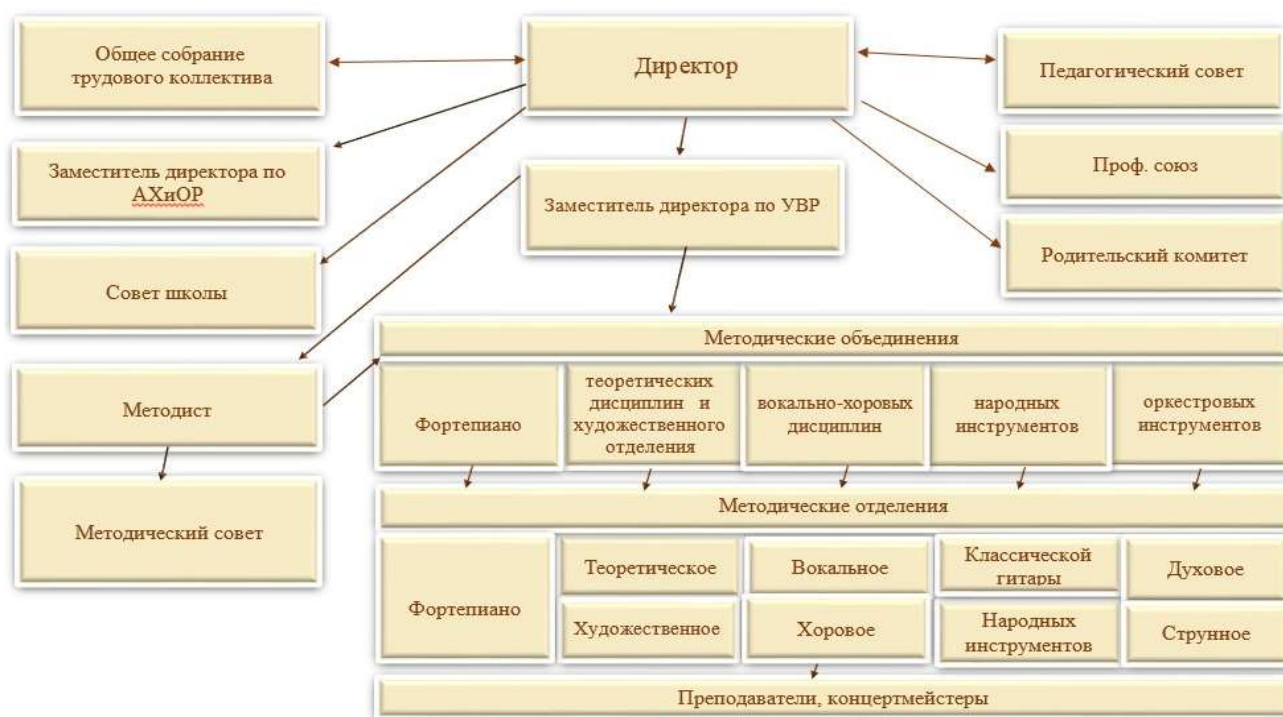 Общее собрание
трудового коллектива
Директор
Педагогический совет
Заместитель директора по
АХиОР
Проф. союз
Заместитель директора по УВР
Родительский комитет
Совет школы
Методические объединения
Методист
Фортепиано
теоретических
дисциплин и
художественного
отделения
вокально-хоровых
дисциплин
народных
инструментов
оркестровых
инструментов
Методический совет
Методические отделения
Фортепиано
Теоретическое
Вокальное
Классической
гитары
Духовое
Художественное
Хоровое
Народных
инструментов
Струнное
Преподаватели, концертмейстеры